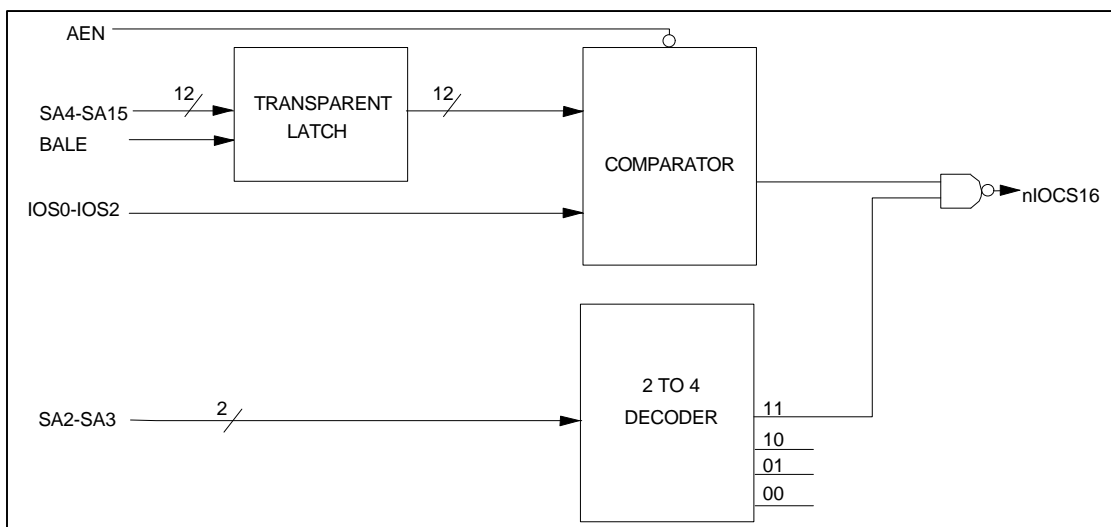 AEN
12
12
SA4-SA15
BALE
TRANSPARENT
LATCH
COMPARATOR
nIOCS16
IOS0-IOS2
2 TO 4
DECODER
SA2-SA3
2
11
10
01
00